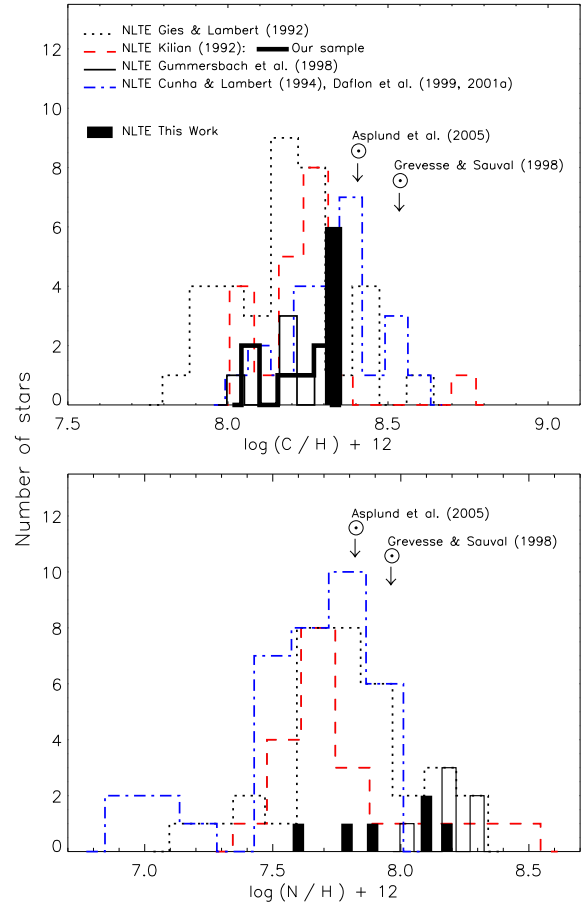 NLTE Gies & Lambert (1992)
NLTE Kilian (1992): Our sample
NLTE Gummersbach et al. (1998)
NLTE Cunha & Lambert (1994), Daflon et al. (1999, 2001a)
NLTE This Work
Asplund et al. (2005)
Grevesse & Sauval (1998)
12
10
8
6
4
2
0
7.5 8.0 8.5 9.0
log (C / H) + 12
Number of stars
Asplund et al. (2005)
Grevesse & Sauval (1998)
12
10
8
6
4
2
0
7.0 7.5 8.0 8.5
log (N / H) + 12